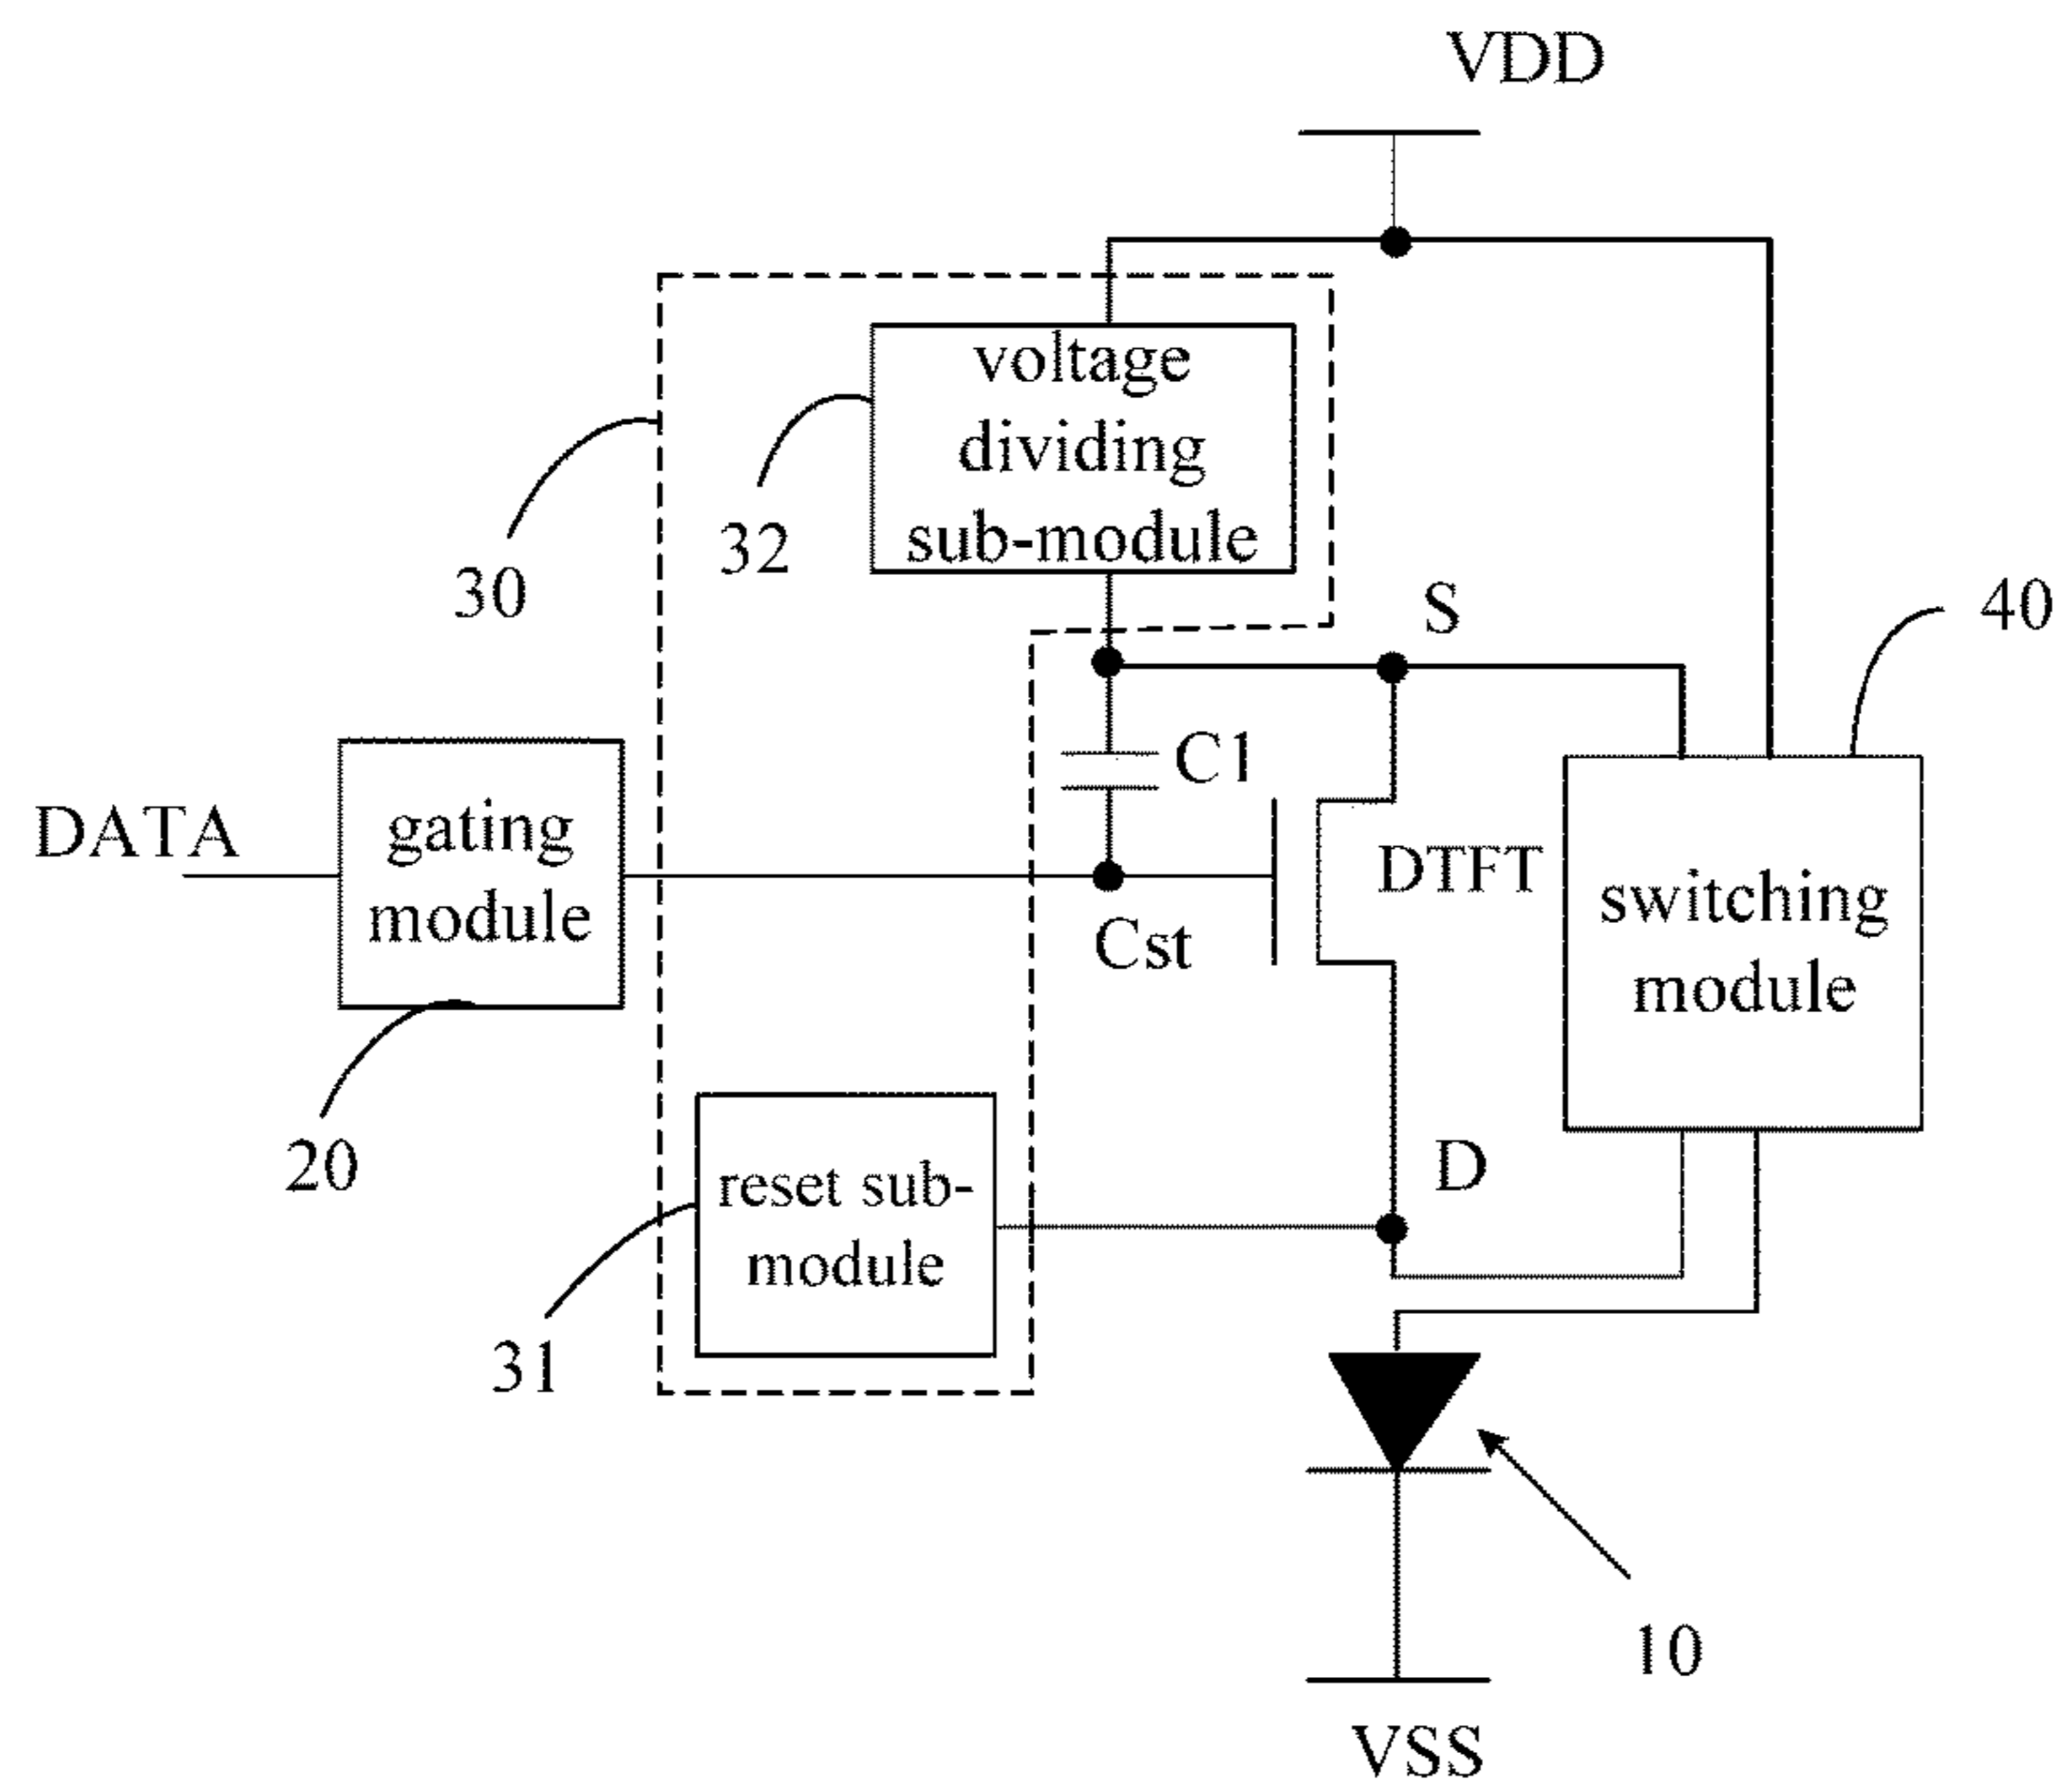 VDD
voltage
dividing
sub-module
32
30
S
40
C1
DATA
gating
module
DTFT
switching
module
Cst
20
D
reset sub-
module
31
10
VSS